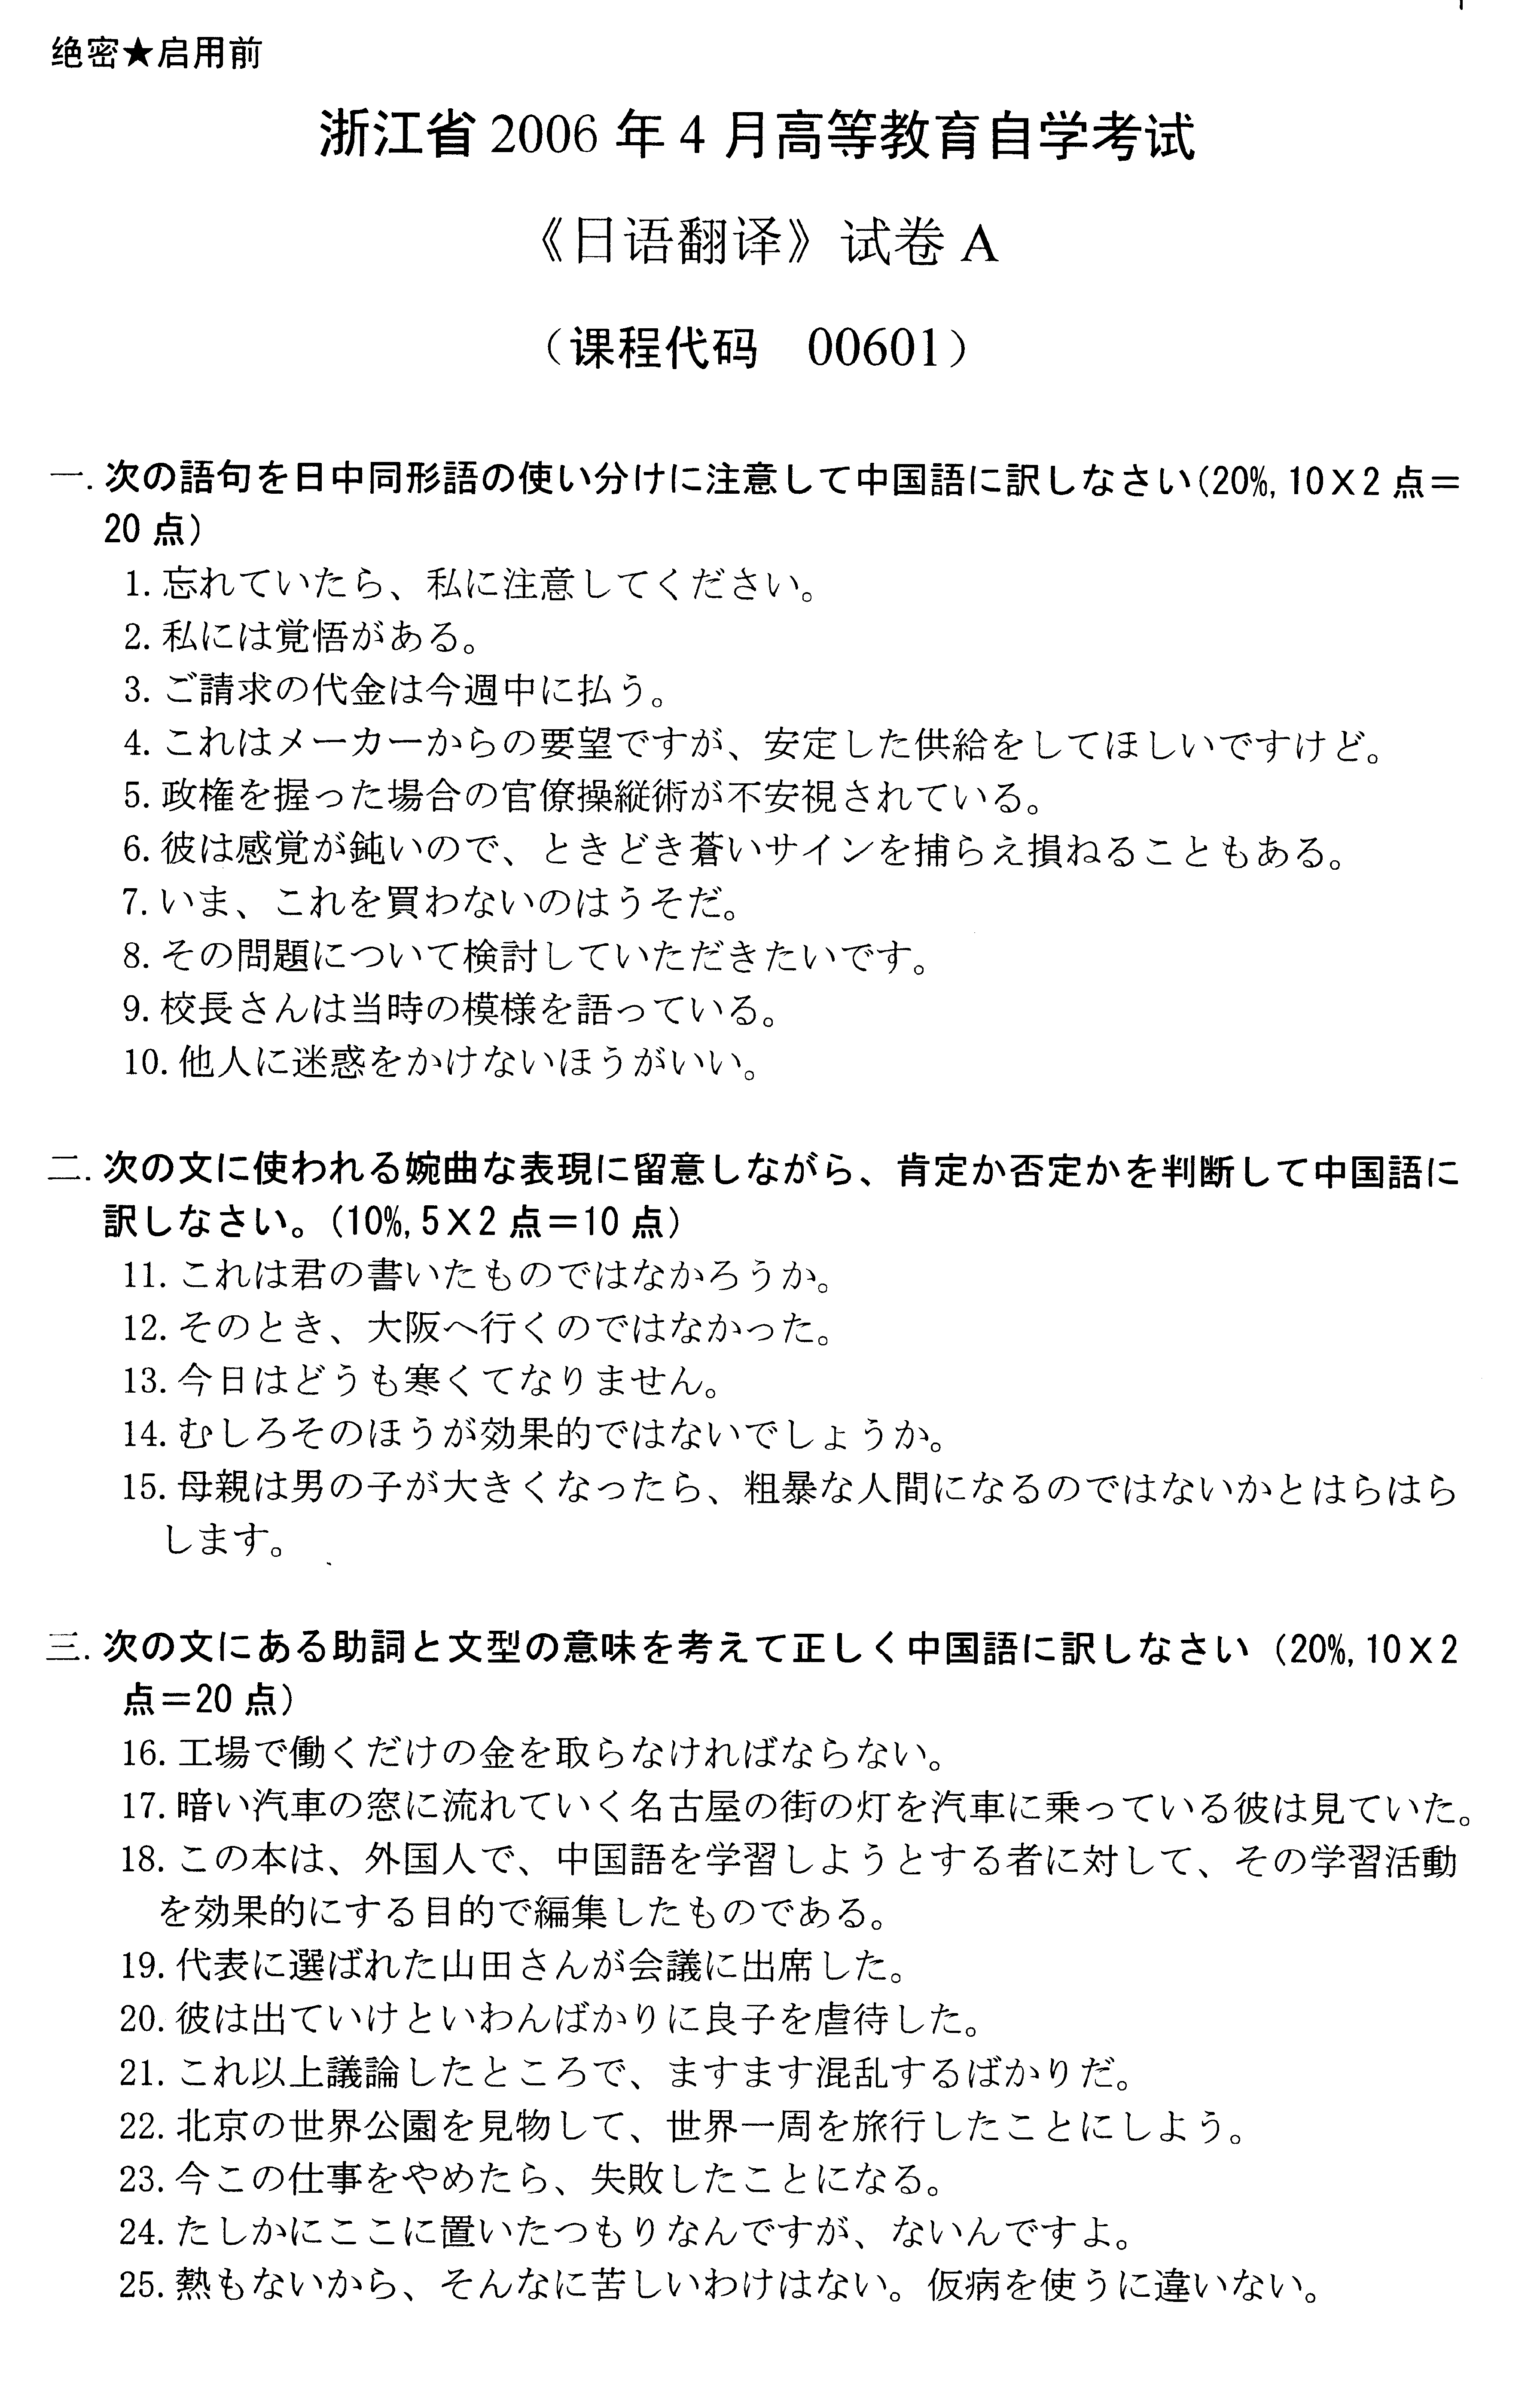 绝密★启用前
浙江省 2006 年 4 月高等教育自学考试
《日语翻译》试卷 A
（课程代码　00601）
一. 次の語句を日中同形語の使い分けに注意して中国語に訳しなさい(20%, 10×2 点＝
20 点)
1. 忘れていたら、私に注意してください。
2. 私には覚悟がある。
3. ご請求の代金は今週中に払う。
4. これはメーカーからの要望ですが、安定した供給をしてほしいですけど。
5. 政権を握った場合の官僚操縦術が不安視されている。
6. 彼は感覚が鈍いので、ときどき蒼いサインを捕らえ損ねることもある。
7. いま、これを買わないのはうそだ。
8. その問題について検討していただきたいです。
9. 校長さんは当時の模様を語っている。
10. 他人に迷惑をかけないほうがいい。
二. 次の文に使われる婉曲な表現に留意しながら、肯定か否定かを判断して中国語に
訳しなさい。(10%, 5×2 点＝10 点)
11. これは君の書いたものではなかろうか。
12. そのとき、大阪へ行くのではなかった。
13. 今日はどうも寒くてなりません。
14. むしろそのほうが効果的ではないでしょうか。
15. 母親は男の子が大きくなったら、粗暴な人間になるのではないかとはらはら
します。
三. 次の文にある助詞と文型の意味を考えて正しく中国語に訳しなさい (20%, 10×2
点＝20 点)
16. 工場で働くだけの金を取らなければならない。
17. 暗い汽車の窓に流れていく名古屋の街の灯を汽車に乗っている彼は見ていた。
18. この本は、外国人で、中国語を学習しようとする者に対して、その学習活動
を効果的にする目的で編集したものである。
19. 代表に選ばれた山田さんが会議に出席した。
20. 彼は出ていけといわんばかりに良子を虐待した。
21. これ以上議論したところで、ますます混乱するばかりだ。
22. 北京の世界公園を見物して、世界一周を旅行したことにしよう。
23. 今この仕事をやめたら、失敗したことになる。
24. たしかにここに置いたつもりなんですが、ないんですよ。
25. 熱もないから、そんなに苦しいわけはない。仮病を使うに違いない。